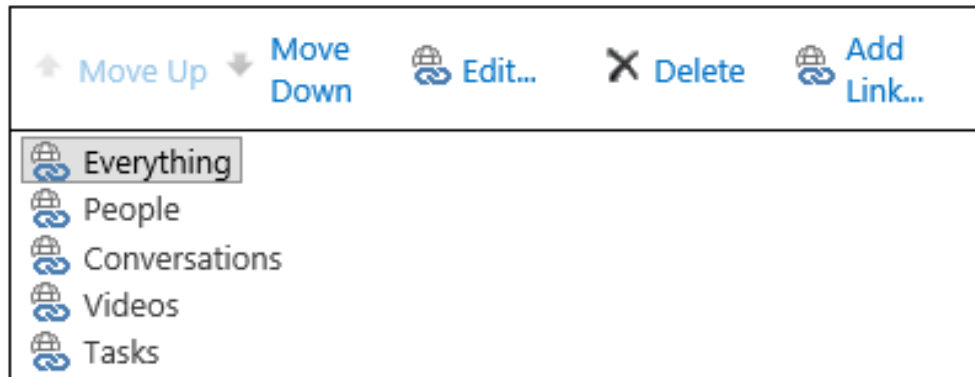 Move Up Move Down Edit... Delete Add Link...
Everything
People
Conversations
Videos
Tasks